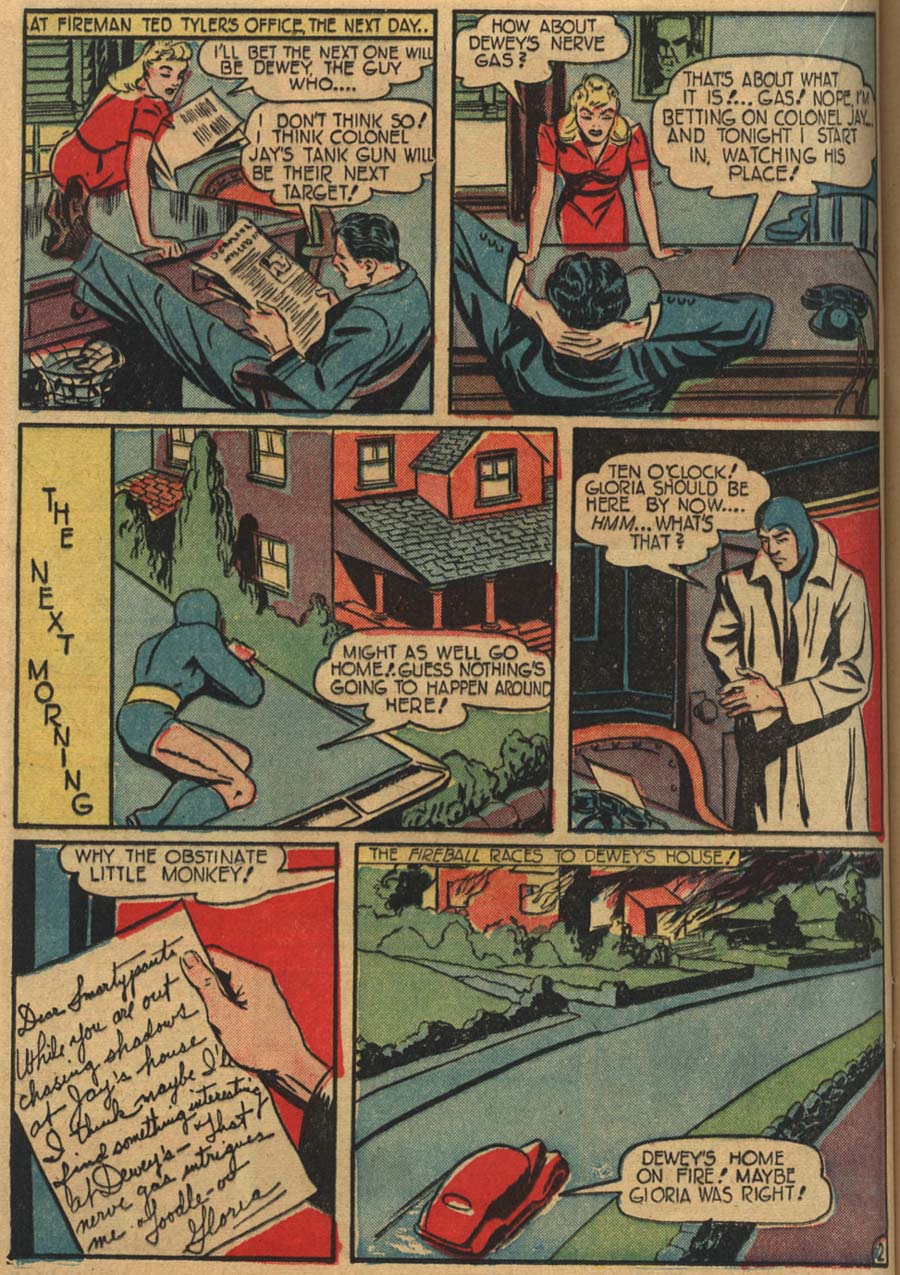 AT FIREMAN TED TYLER'S OFFICE, THE NEXT DAY..
I'LL BET THE NEXT ONE WILL
BE DEWEY, THE GUY
WHO....
I DON'T THINK SO!
I THINK COLONEL
JAY'S TANK GUN WILL
BE THEIR NEXT
TARGET!
HOW ABOUT
DEWEY'S NERVE
GAS?
THAT'S ABOUT WHAT
IT IS!... GAS! NOPE, I'M
BETTING ON COLONEL JAY...
AND TONIGHT I START
IN, WATCHING HIS
PLACE!
THE
NEXT
MORNING
MIGHT AS WELL GO
HOME! GUESS NOTHING'S
GOING TO HAPPEN AROUND
HERE!
TEN O'CLOCK!
GLORIA SHOULD BE
HERE BY NOW....
HMM... WHAT'S
THAT?
WHY THE OBSTINATE
LITTLE MONKEY!
Dear Smartypants
While you are out
chasing shadows
at Jay's house
I think maybe I'll
find something interesting
at Dewey's - that
nerve gas intrigues
me. Toodle-oo
Gloria
THE FIREBALL RACES TO DEWEY'S HOUSE!
DEWEY'S HOME
ON FIRE! MAYBE
GIORIA WAS RIGHT!
2